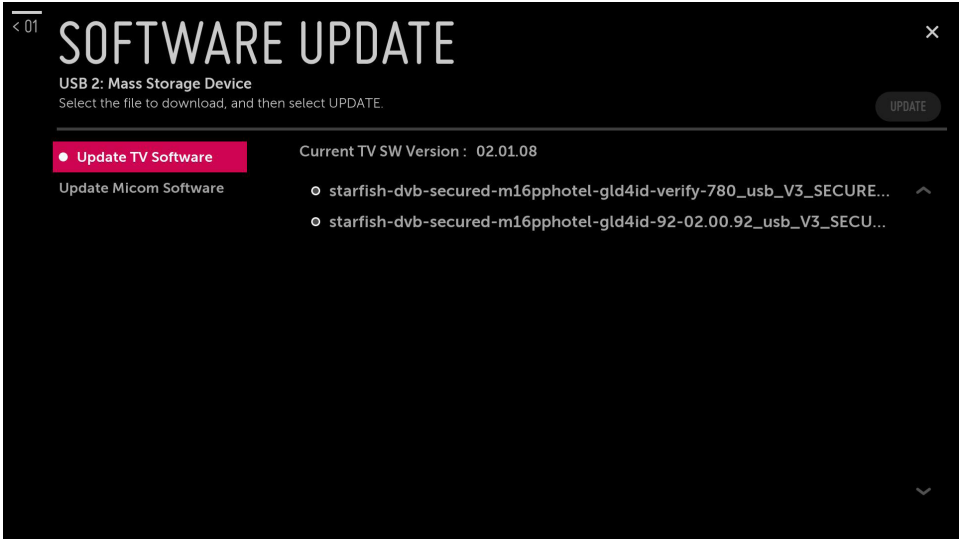 < 01
SOFTWARE UPDATE
USB 2: Mass Storage Device
Select the file to download, and then select UPDATE.
UPDATE
Update TV Software
Current TV SW Version : 02.01.08
Update Micom Software
starfish-dvb-secured-m16pphotel-gld4id-verify-780_usb_V3_SECURE...
starfish-dvb-secured-m16pphotel-gld4id-92-02.00.92_usb_V3_SECU...